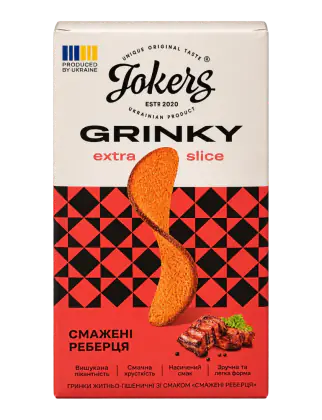 PRODUCED
BY UKRAINE
UNIQUE ORIGINAL TASTE
®
Jokers
ESTD 2020
UKRAINIAN PRODUCT
GRINKY
extra slice
СМАЖЕНІ
РЕБЕРЦЯ
Вишукана пікантність
Смачна хрусткість
Насичений смак
Зручна та легка форма
ГРІНКИ ЖИТНЬО-ПШЕНИЧНІ ЗІ СМАКОМ «СМАЖЕНІ РЕБЕРЦЯ»